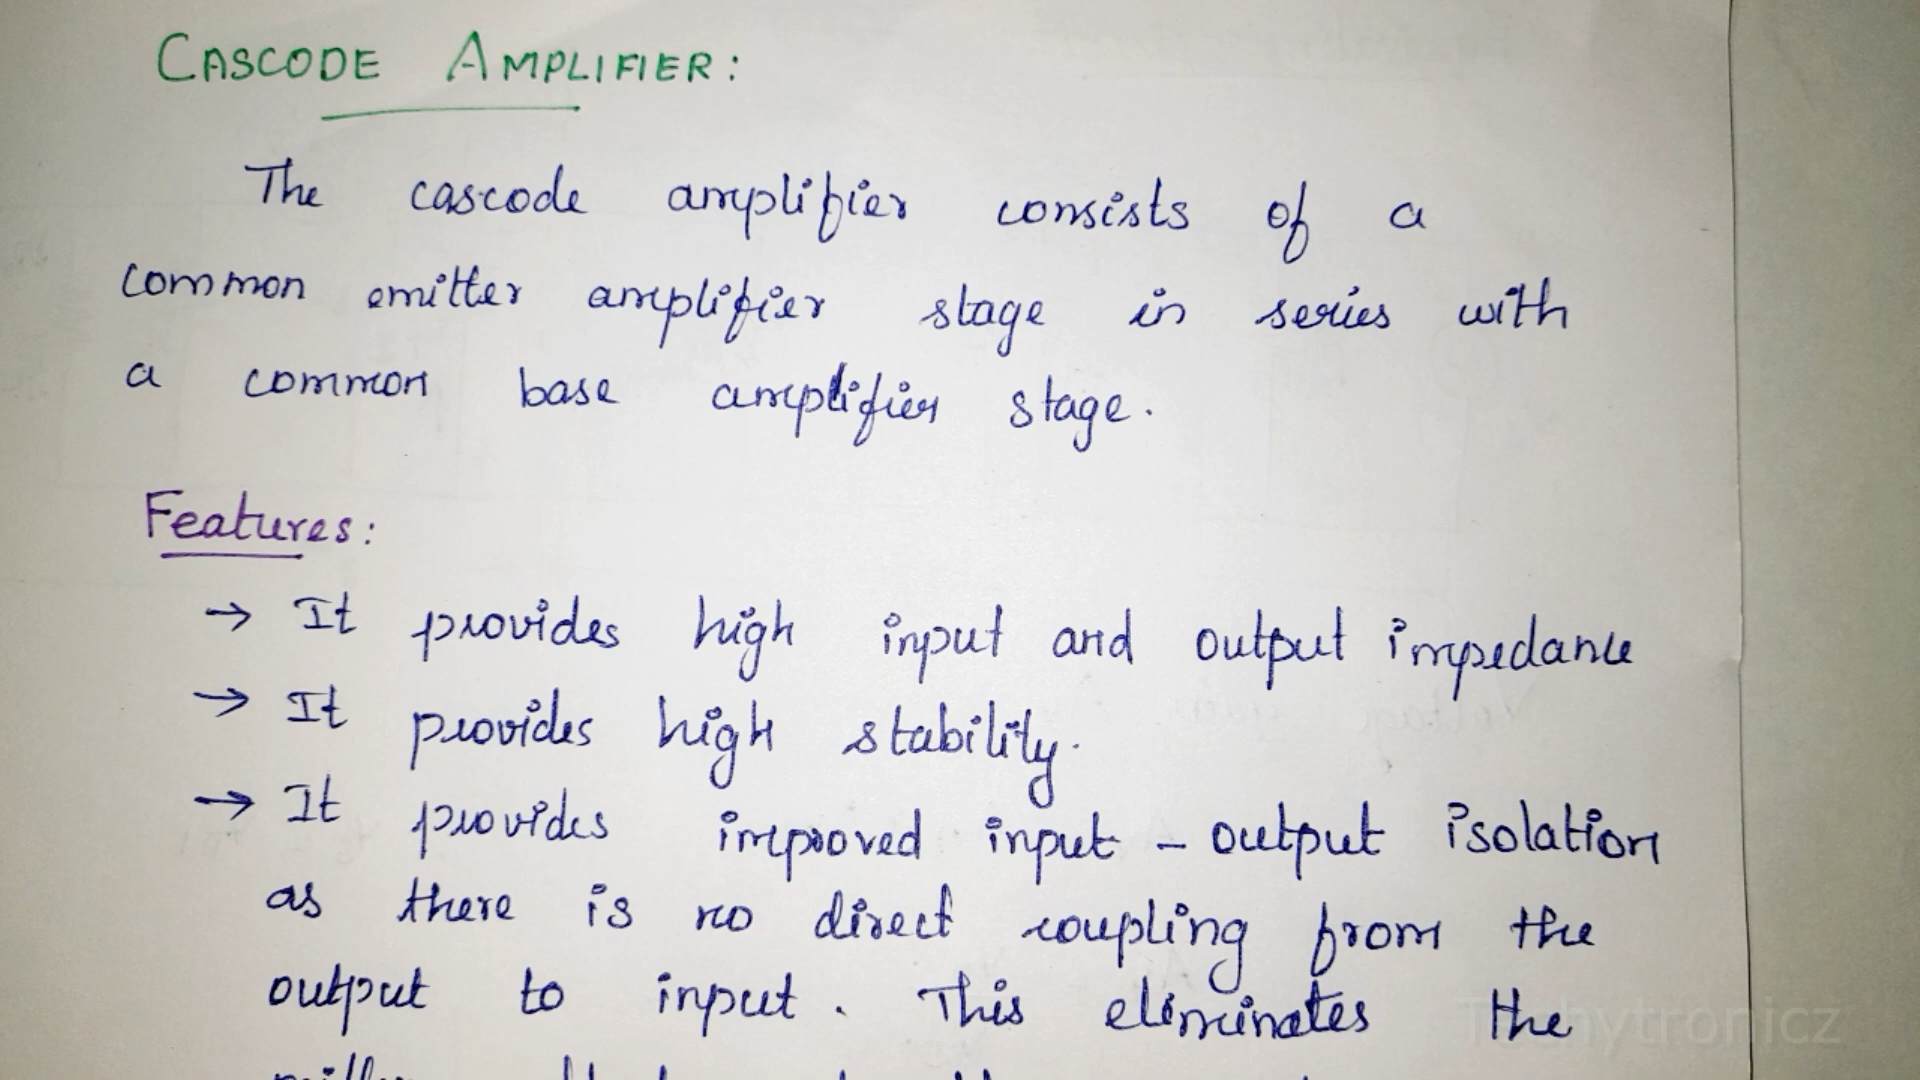 CASCODE AMPLIFIER:
The cascode amplifier consists of a
common emitter amplifier stage in series with
a common base amplifier stage.
Features:
→ It provides high input and output impedance
→ It provides high stability.
→ It provides improved input - output isolation
as there is no direct coupling from the
output to input. This eliminates the
Techytronicz